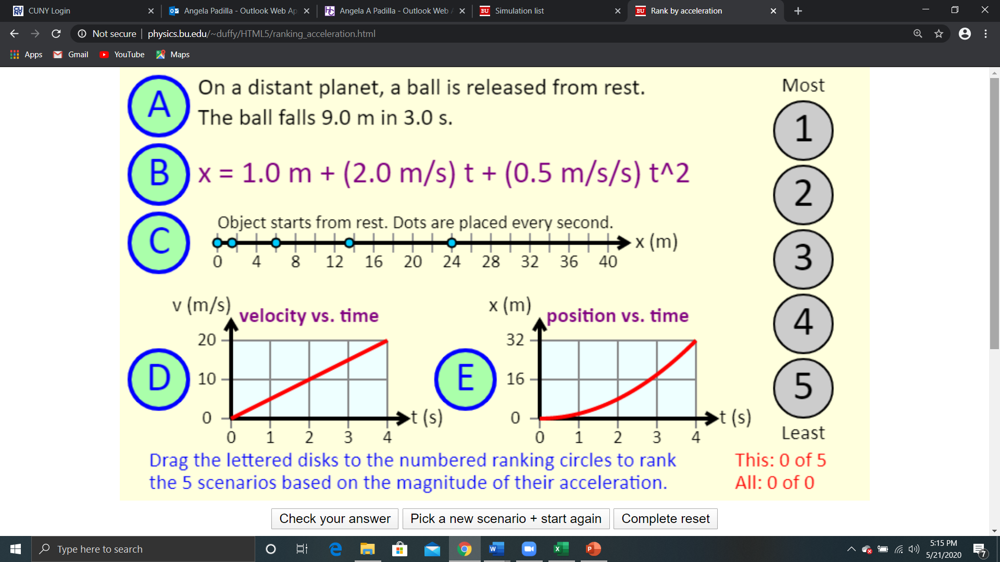 CUNY Login
Angela Padilla - Outlook Web Ap
Angela A Padilla - Outlook Web A
BU Simulation list
BU Rank by acceleration
Not secure | physics.bu.edu/~duffy/HTML5/ranking_acceleration.html
Apps Gmail YouTube Maps
A
On a distant planet, a ball is released from rest.
The ball falls 9.0 m in 3.0 s.
B
x = 1.0 m + (2.0 m/s) t + (0.5 m/s/s) t^2
C
Object starts from rest. Dots are placed every second.
x (m)
0 4 8 12 16 20 24 28 32 36 40
D
v (m/s)
velocity vs. time
20
10
0
t (s)
0 1 2 3 4
E
x (m)
position vs. time
32
16
0
t (s)
0 1 2 3 4
Most
1
2
3
4
5
Least
Drag the lettered disks to the numbered ranking circles to rank
the 5 scenarios based on the magnitude of their acceleration.
This: 0 of 5
All: 0 of 0
Check your answer
Pick a new scenario + start again
Complete reset
Type here to search
5:15 PM
5/21/2020
7